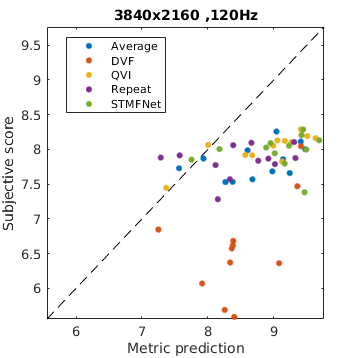 3840x2160 ,120Hz
Average
DVF
QVI
Repeat
STMFNet
9.5
9
8.5
8
7.5
7
6.5
6
Subjective score
6 7 8 9
Metric prediction